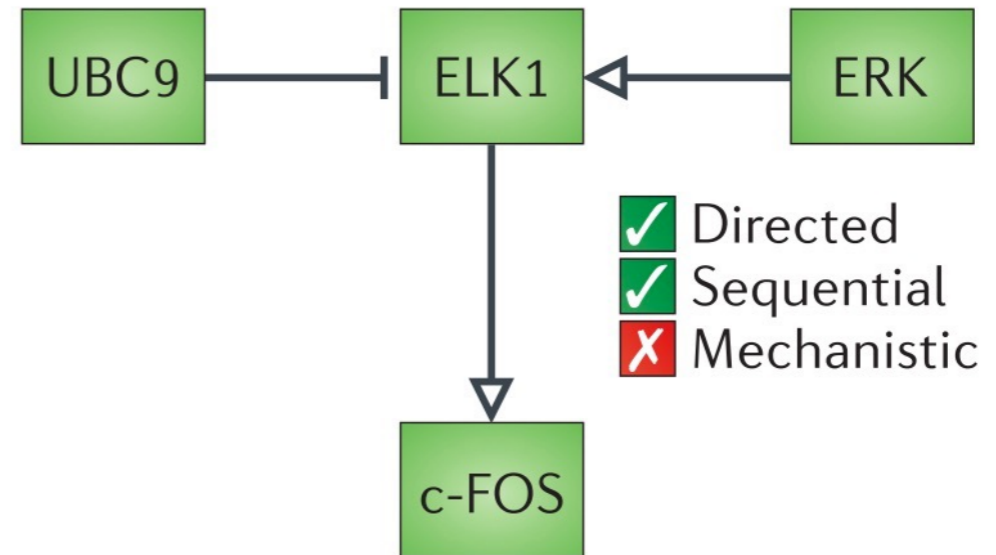 UBC9
ELK1
ERK
✓ Directed
✓ Sequential
✗ Mechanistic
c-FOS